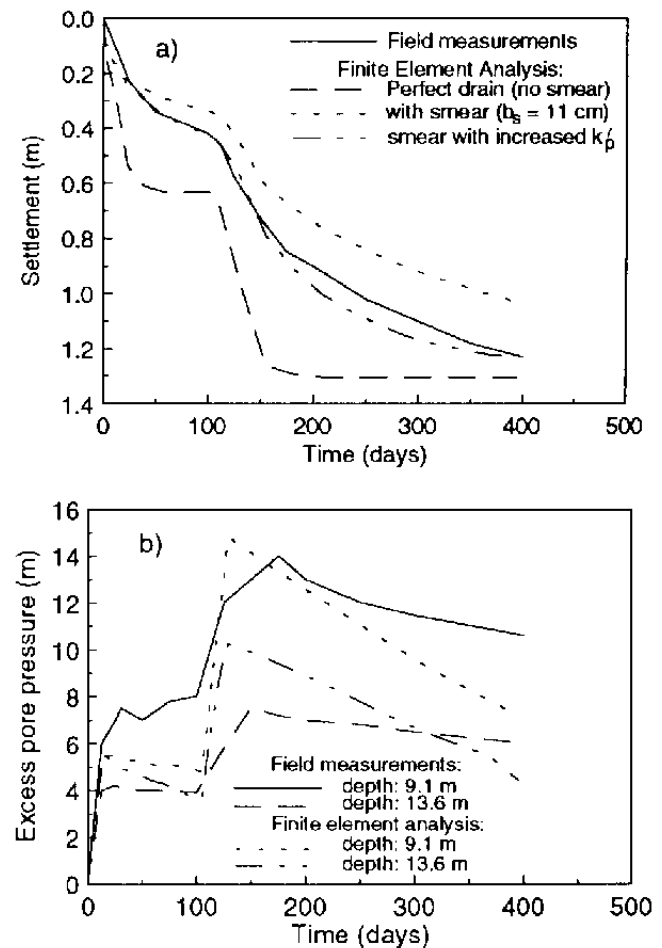 a)
Field measurements
Finite Element Analysis:
Perfect drain (no smear)
with smear (bs = 11 cm)
smear with increased k′p
Settlement (m)
0.0
0.2
0.4
0.6
0.8
1.0
1.2
1.4
0 100 200 300 400 500
Time (days)
b)
Excess pore pressure (m)
16
14
12
10
8
6
4
2
0
Field measurements:
depth: 9.1 m
depth: 13.6 m
Finite element analysis:
depth: 9.1 m
depth: 13.6 m
0 100 200 300 400 500
Time (days)